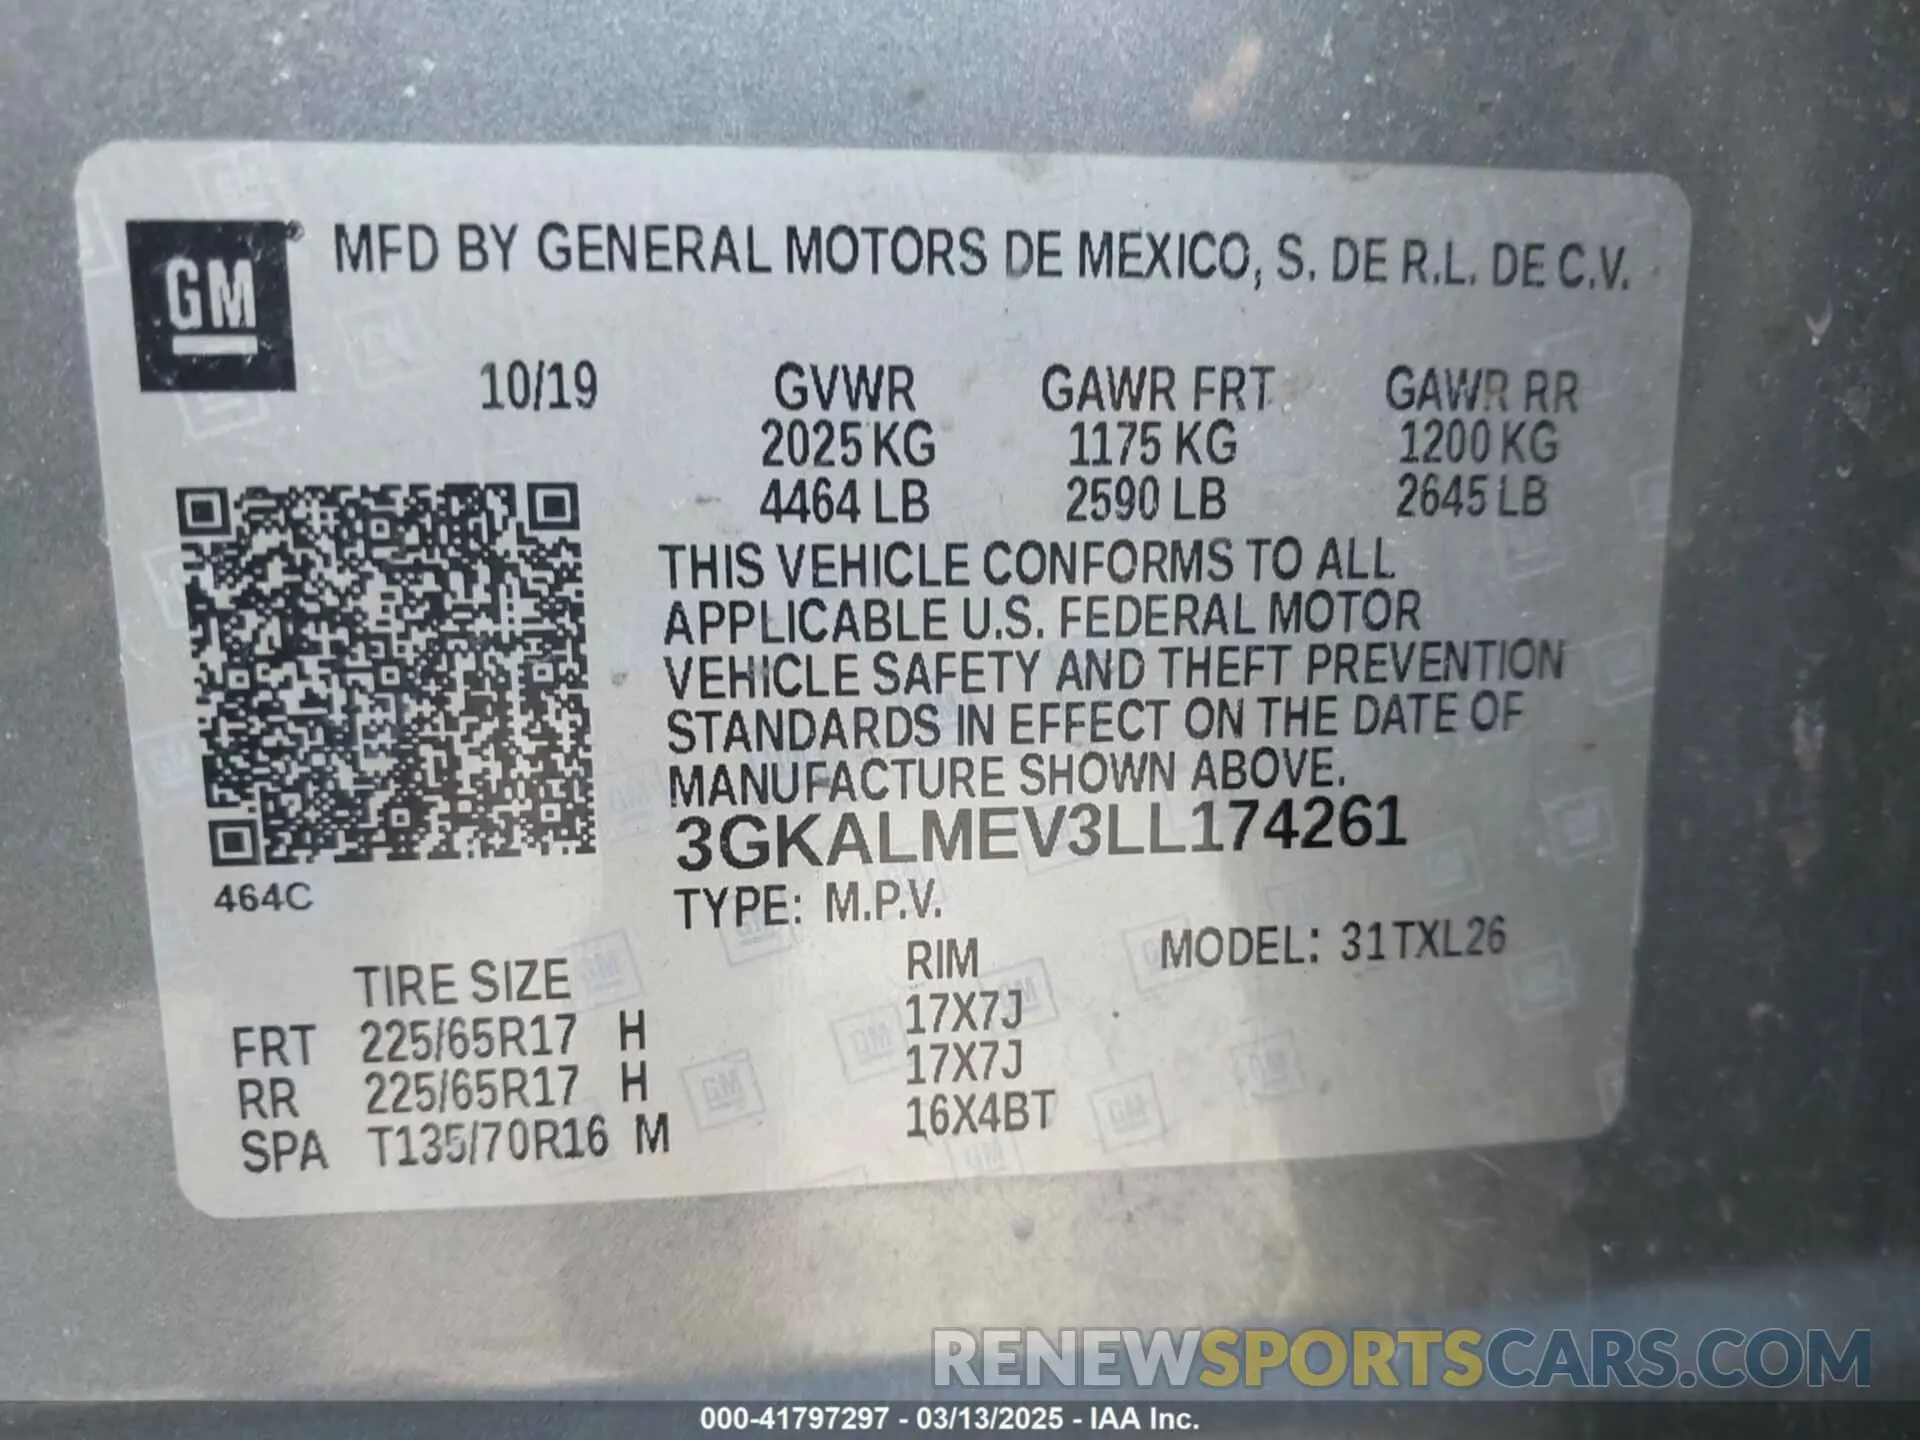 GM® MFD BY GENERAL MOTORS DE MEXICO, S. DE R.L. DE C.V.
10/19 GVWR GAWR FRT GAWR RR
2025 KG 1175 KG 1200 KG
4464 LB 2590 LB 2645 LB
THIS VEHICLE CONFORMS TO ALL
APPLICABLE U.S. FEDERAL MOTOR
VEHICLE SAFETY AND THEFT PREVENTION
STANDARDS IN EFFECT ON THE DATE OF
MANUFACTURE SHOWN ABOVE.
3GKALMEV3LL174261
464C
TYPE: M.P.V.
MODEL: 31TXL26
TIRE SIZE RIM
FRT 225/65R17 H 17X7J
RR 225/65R17 H 17X7J
SPA T135/70R16 M 16X4BT
RENEWSPORTSCARS.COM
000-41797297 - 03/13/2025 - IAA Inc.